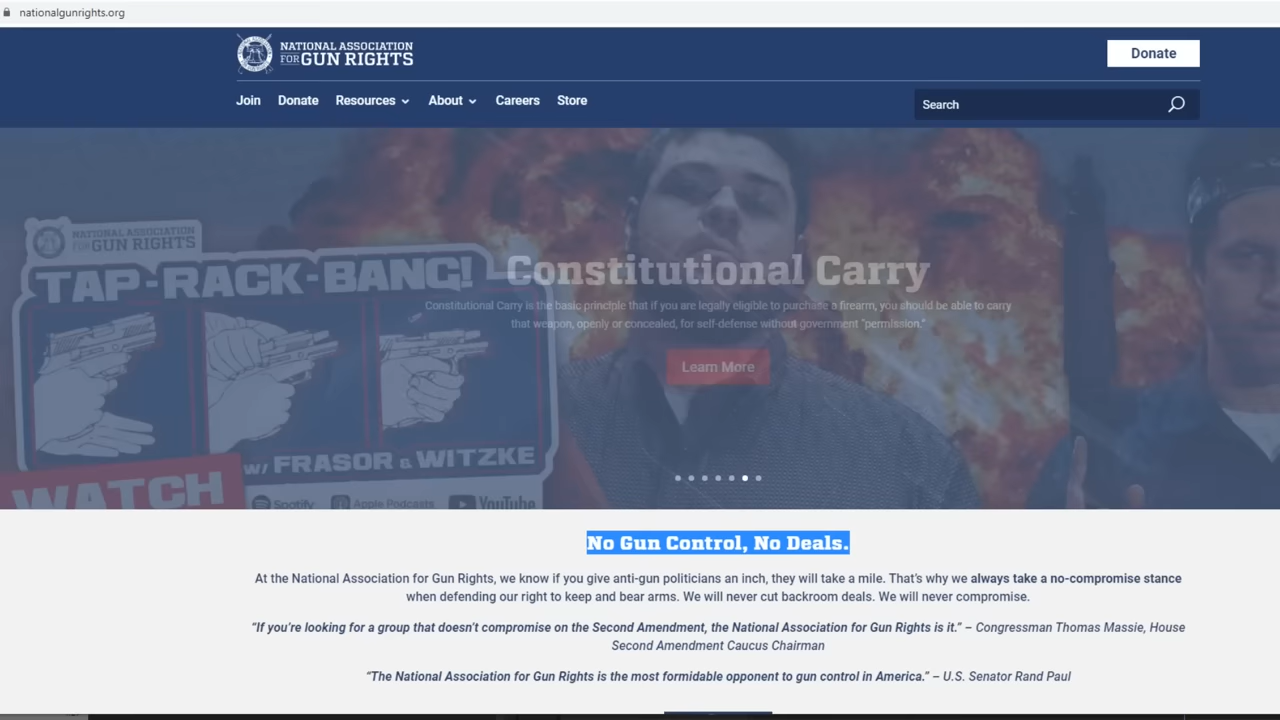 nationalgunrights.org
NATIONAL ASSOCIATION
FOR GUN RIGHTS
Donate
Join Donate Resources About Careers Store
Search
NATIONAL ASSOCIATION
FOR GUN RIGHTS
TAP-RACK-BANG!
Constitutional Carry
Constitutional Carry is the basic principle that if you are legally eligible to purchase a firearm, you should be able to carry
that weapon, openly or concealed, for self-defense without government "permission."
Learn More
W/ FRASOR & WITZKE
WATCH
Spotify Apple Podcasts YouTube
No Gun Control, No Deals.
At the National Association for Gun Rights, we know if you give anti-gun politicians an inch, they will take a mile. That's why we always take a no-compromise stance
when defending our right to keep and bear arms. We will never cut backroom deals. We will never compromise.
"If you're looking for a group that doesn't compromise on the Second Amendment, the National Association for Gun Rights is it." – Congressman Thomas Massie, House
Second Amendment Caucus Chairman
"The National Association for Gun Rights is the most formidable opponent to gun control in America." – U.S. Senator Rand Paul